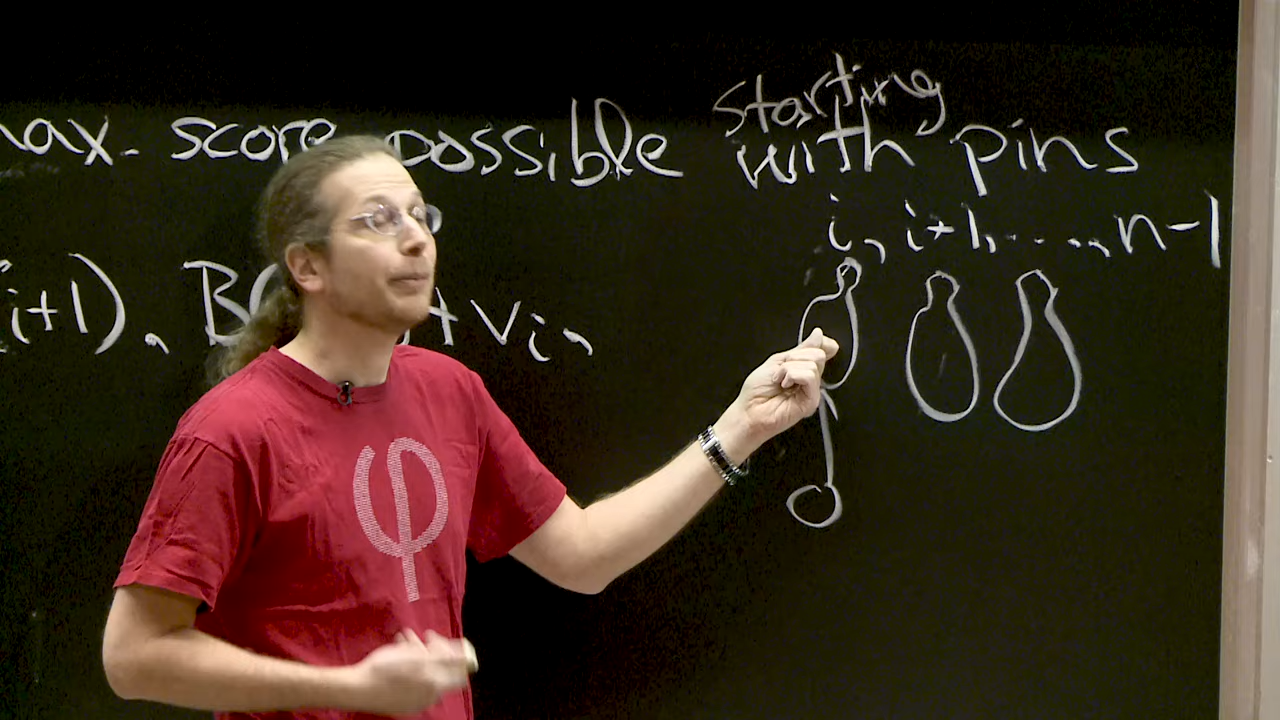 starting
max. score possible with pins
i, i+1, ..., n-1
i+1), B( + vi,
φ